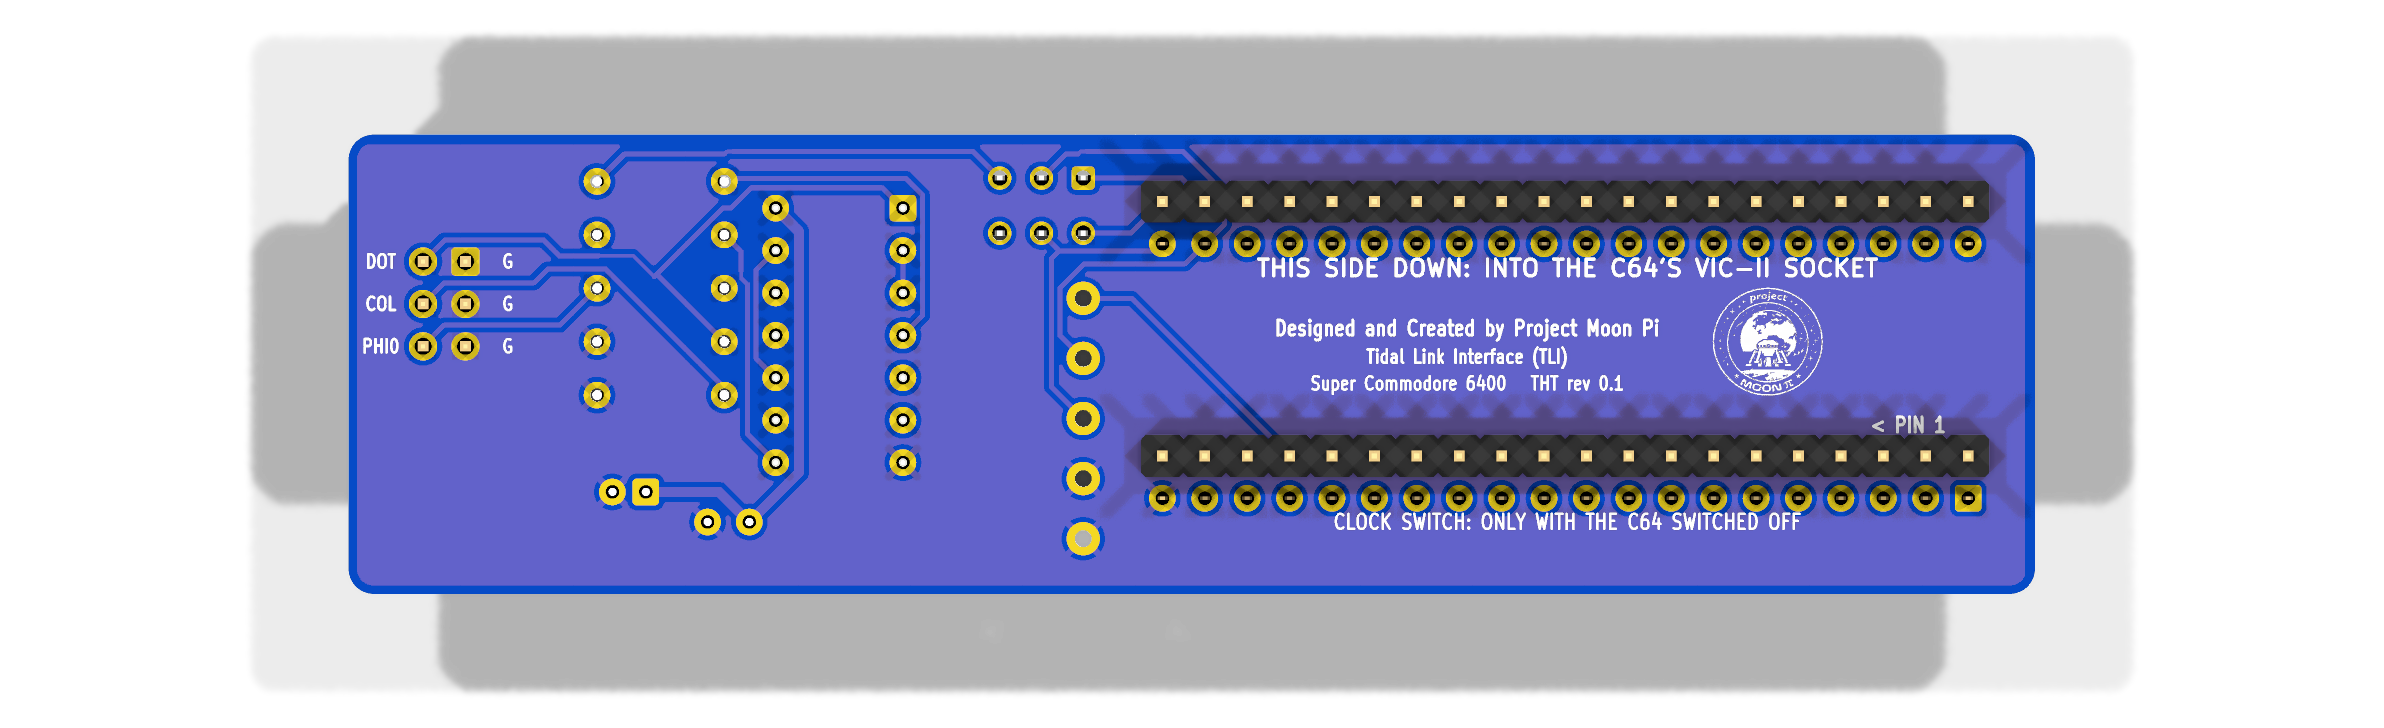 DOT G
COL G
PHI0 G
THIS SIDE DOWN: INTO THE C64'S VIC-II SOCKET
project
MOON π
Designed and Created by Project Moon Pi
Tidal Link Interface (TLI)
Super Commodore 6400 THT rev 0.1
< PIN 1
CLOCK SWITCH: ONLY WITH THE C64 SWITCHED OFF